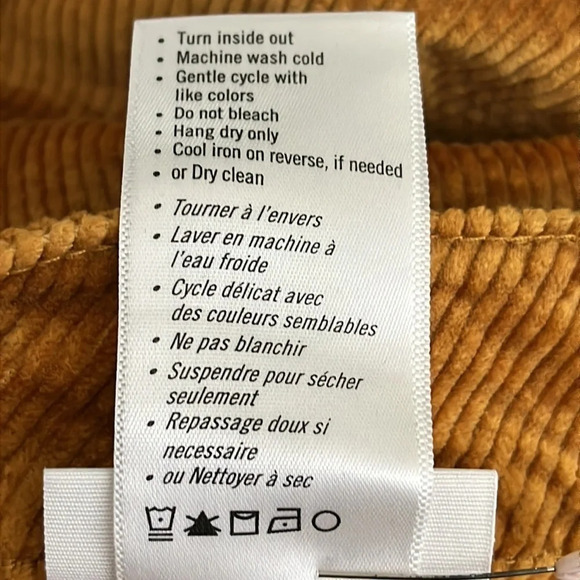 • Turn inside out
• Machine wash cold
• Gentle cycle with
like colors
• Do not bleach
• Hang dry only
• Cool iron on reverse, if needed
• or Dry clean
• Tourner à l'envers
• Laver en machine à
l'eau froide
• Cycle délicat avec
des couleurs semblables
• Ne pas blanchir
• Suspendre pour sécher
seulement
• Repassage doux si
necessaire
• ou Nettoyer à sec